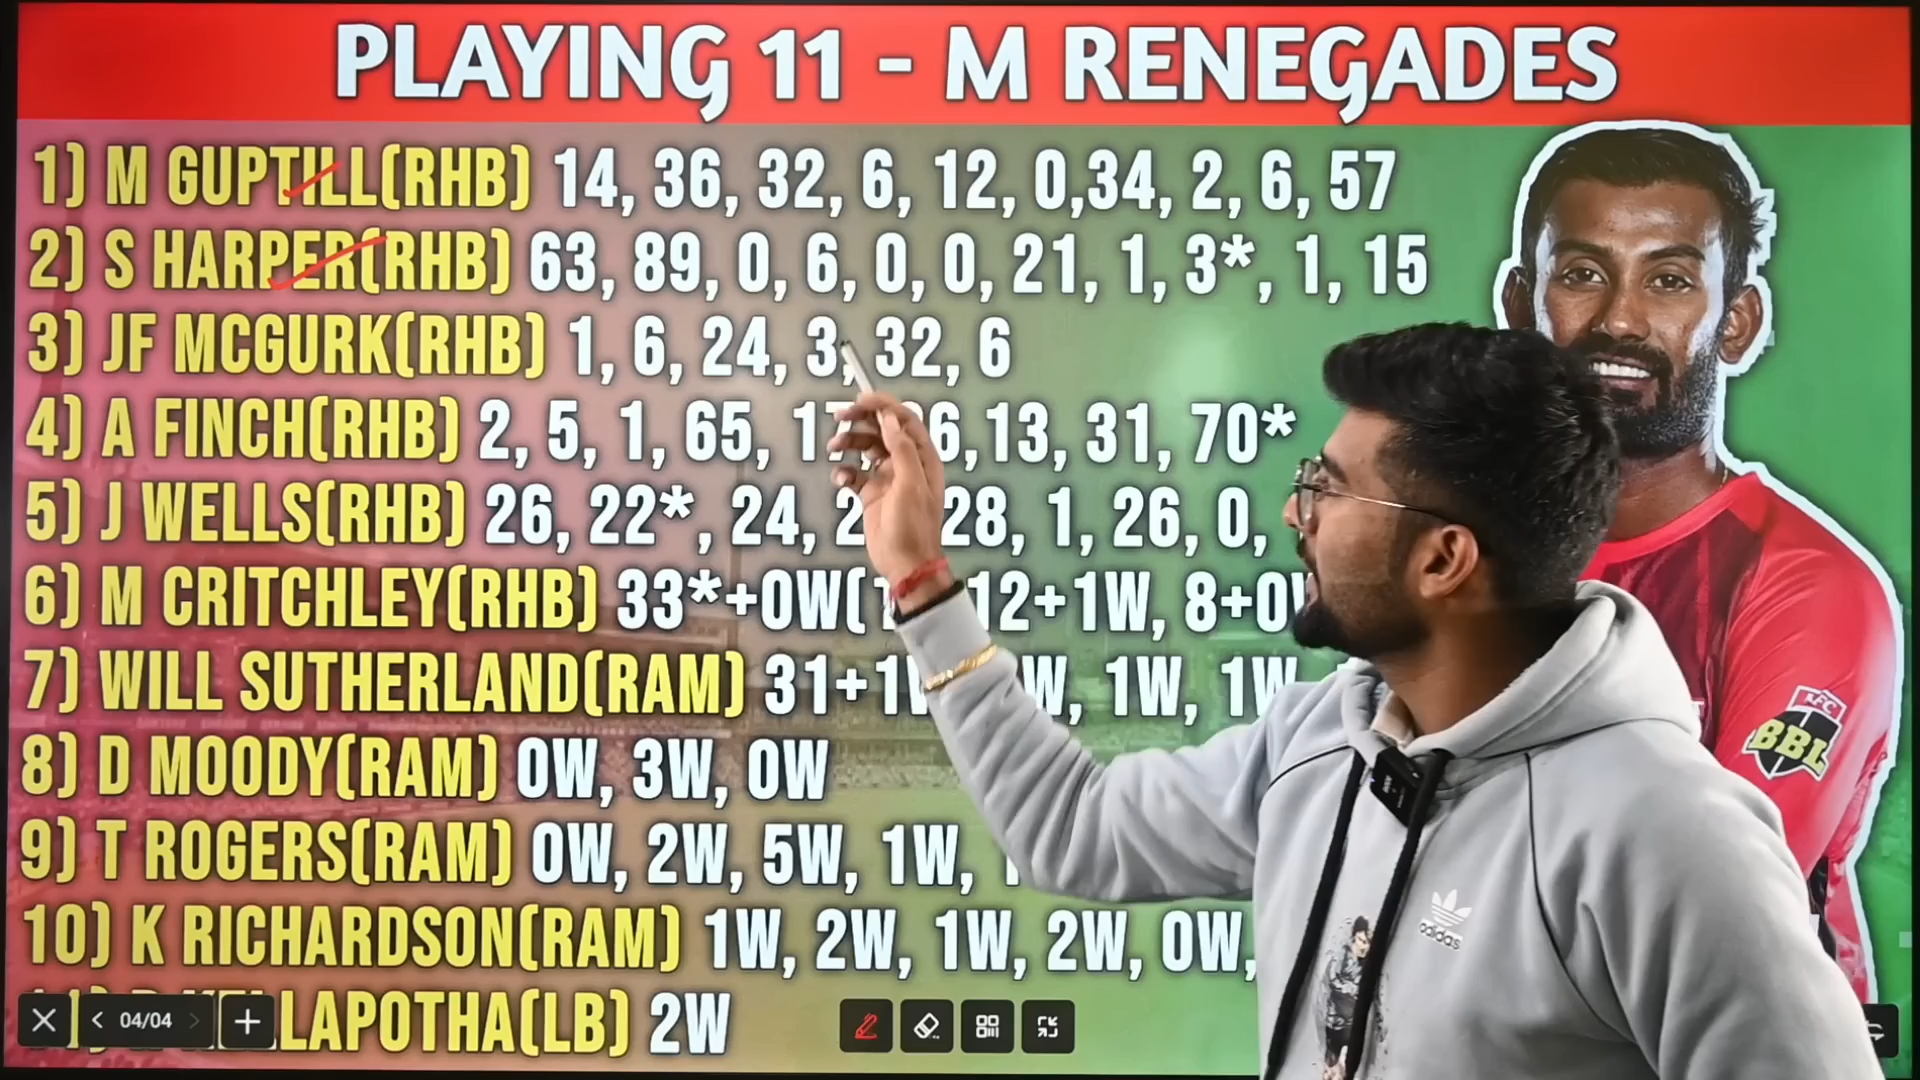 PLAYING 11 - M RENEGADES
1) M GUPTILL(RHB) 14, 36, 32, 6, 12, 0,34, 2, 6, 57
2) S HARPER(RHB) 63, 89, 0, 6, 0, 0, 21, 1, 3*, 1, 15
3) JF MCGURK(RHB) 1, 6, 24, 3, 32, 6
4) A FINCH(RHB) 2, 5, 1, 65, 6,13, 31, 70*
5) J WELLS(RHB) 26, 22*, 24, 28, 1, 26, 0,
6) M CRITCHLEY(RHB) 33*+0W( 12+1W, 8+0
7) WILL SUTHERLAND(RAM) 31+1 W, 1W, 1W
8) D MOODY(RAM) 0W, 3W, 0W
9) T ROGERS(RAM) 0W, 2W, 5W, 1W,
10) K RICHARDSON(RAM) 1W, 2W, 1W, 2W, 0W,
LAPOTHA(LB) 2W
04/04
KFC
BBL
adidas